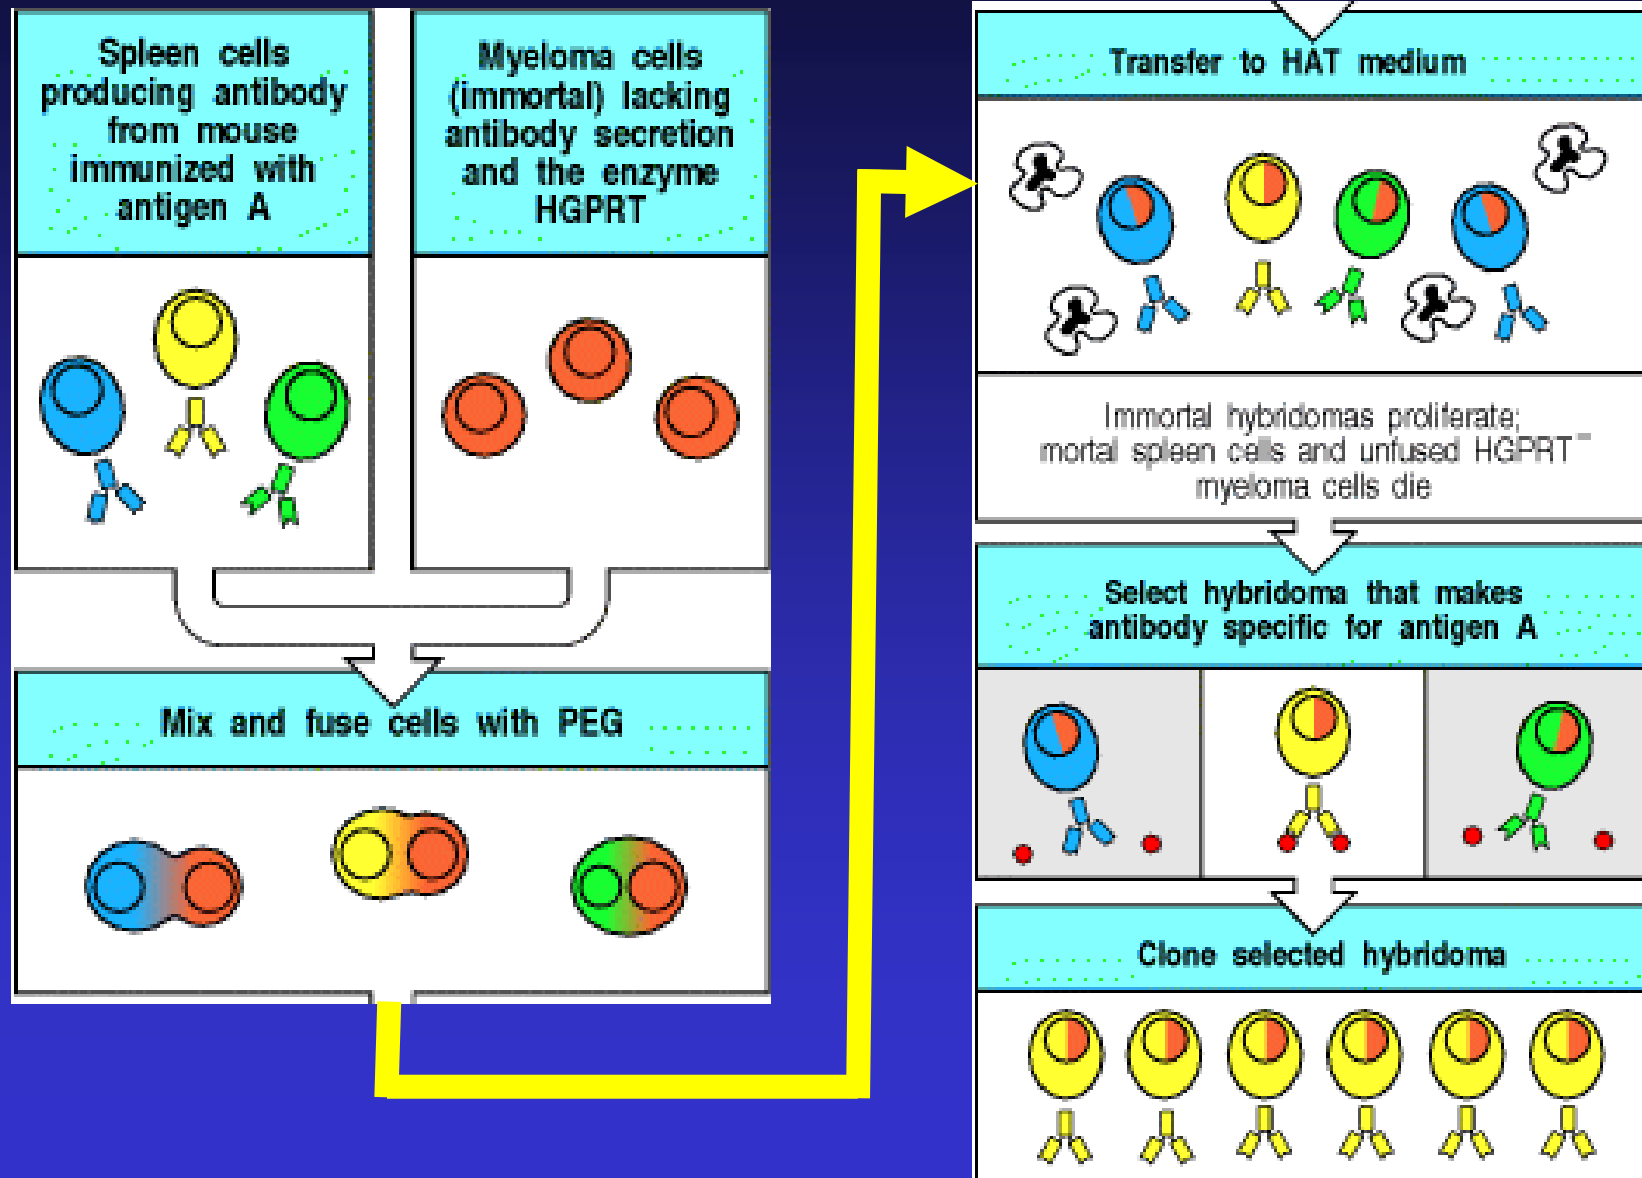 Spleen cells
producing antibody
from mouse
immunized with
antigen A
Myeloma cells
(immortal) lacking
antibody secretion
and the enzyme
HGPRT
Mix and fuse cells with PEG
Transfer to HAT medium
Immortal hybridomas proliferate;
mortal spleen cells and unfused HGPRT⁻
myeloma cells die
Select hybridoma that makes
antibody specific for antigen A
Clone selected hybridoma